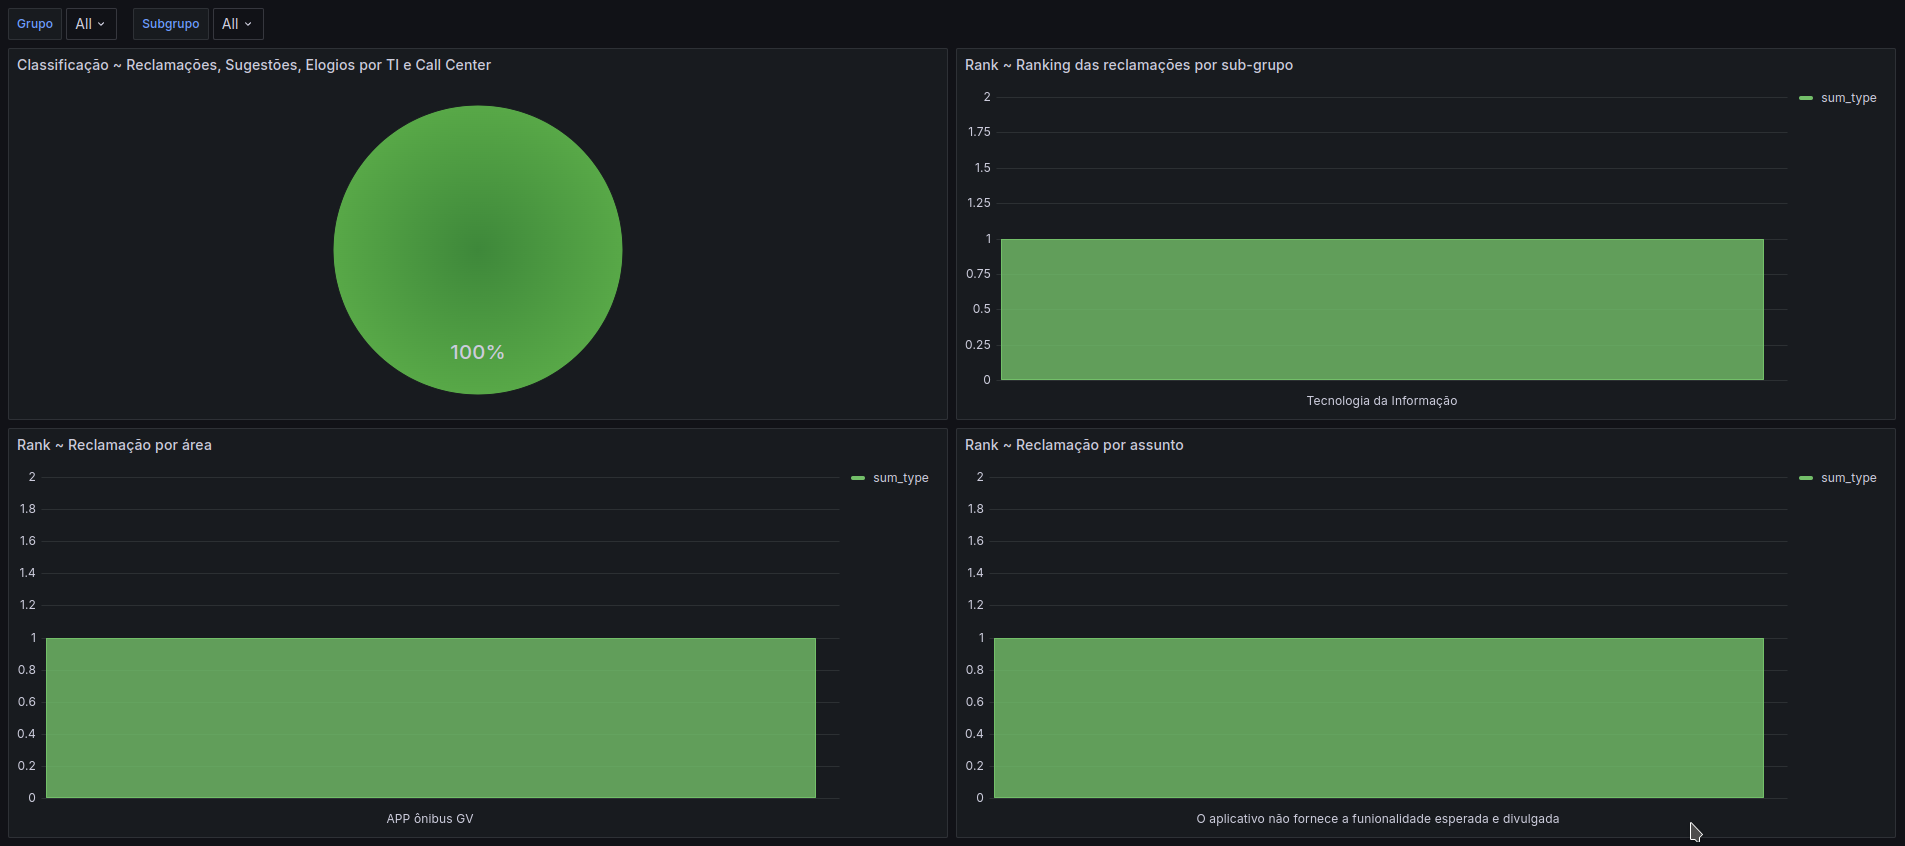 Grupo All Subgrupo All
Classificação ~ Reclamações, Sugestões, Elogios por TI e Call Center
100%
Rank ~ Ranking das reclamações por sub-grupo
2
1.75
1.5
1.25
1
0.75
0.5
0.25
0
Tecnologia da Informação
sum_type
Rank ~ Reclamação por área
2
1.8
1.6
1.4
1.2
1
0.8
0.6
0.4
0.2
0
APP ônibus GV
sum_type
Rank ~ Reclamação por assunto
2
1.8
1.6
1.4
1.2
1
0.8
0.6
0.4
0.2
0
O aplicativo não fornece a funionalidade esperada e divulgada
sum_type